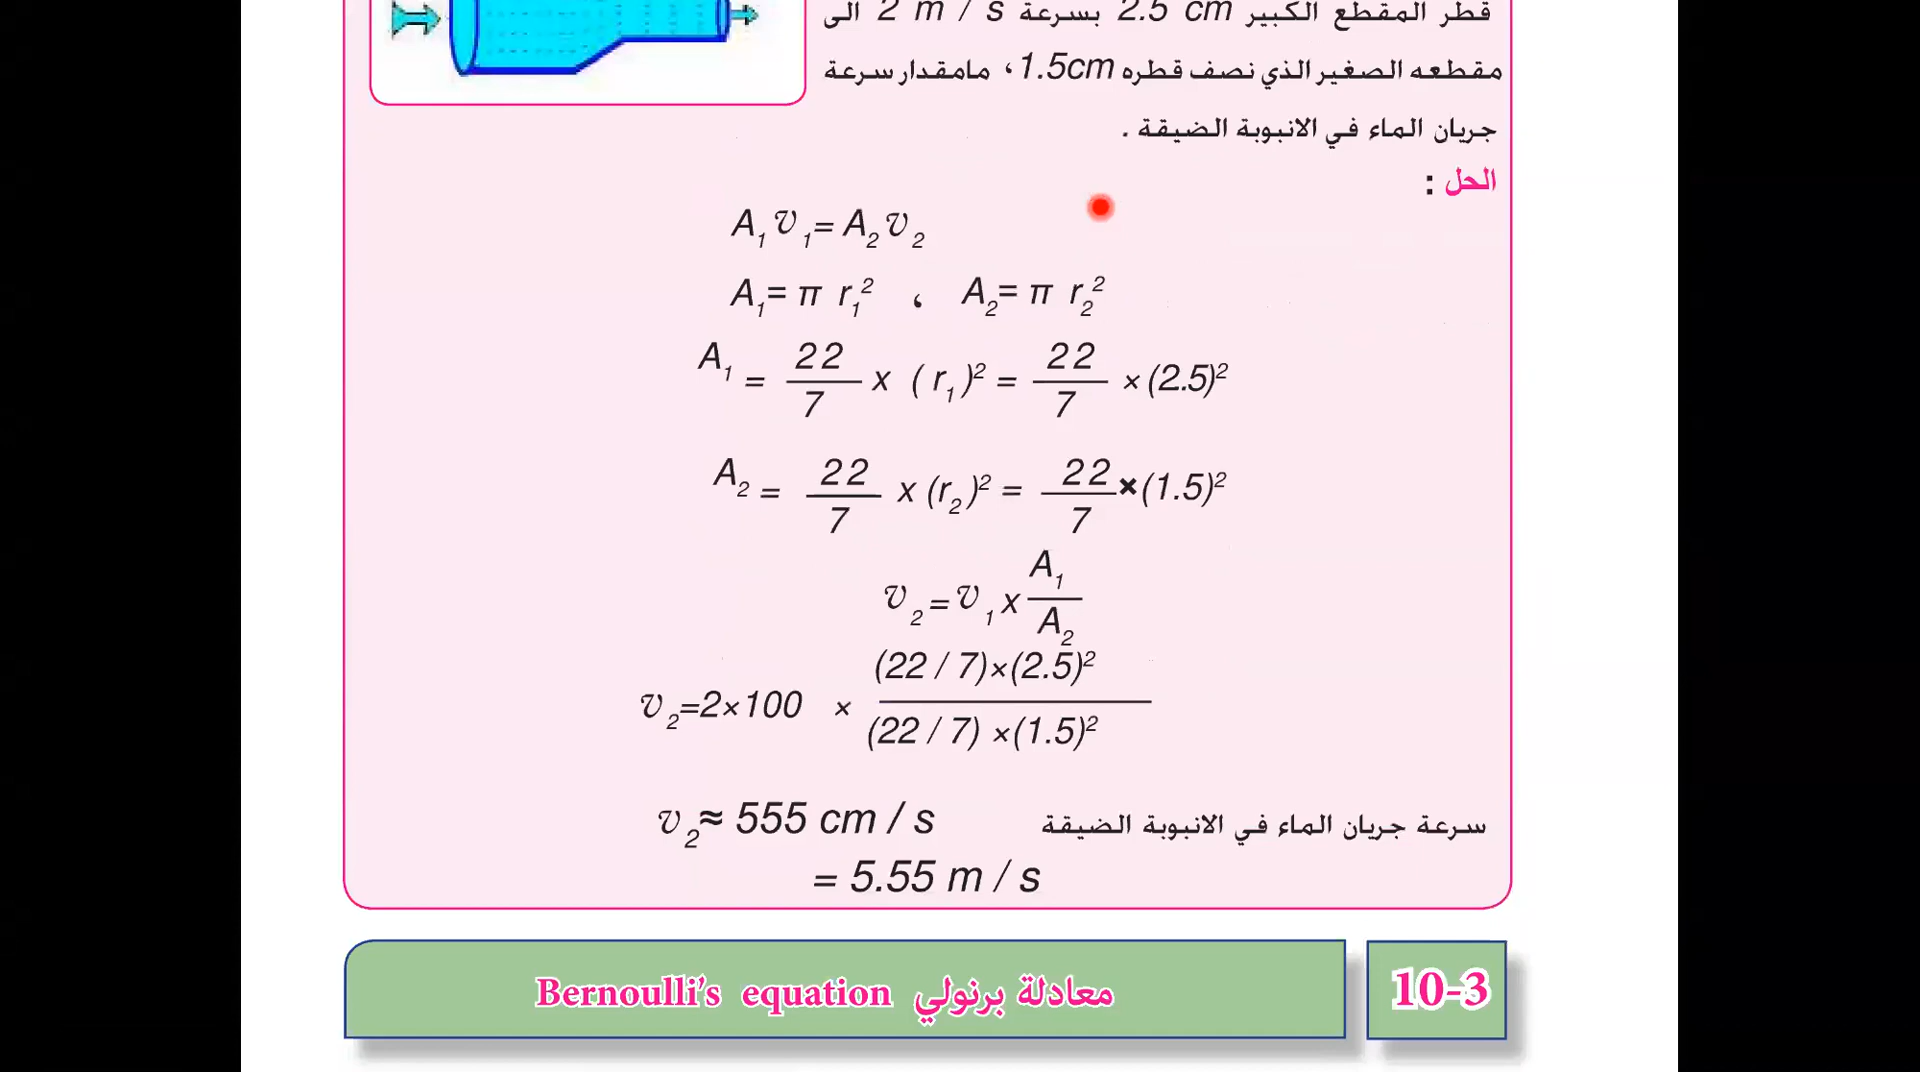 قطر المقطع الكبير 2.5 cm بسرعة 2 m / s الى
مقطعه الصغير الذي نصف قطره 1.5cm ، مامقدار سرعة
جريان الماء في الانبوبة الضيقة .
الحل :
A₁ v₁= A₂ v₂
A₁= π r₁² ، A₂= π r₂²
A₁ = 22/7 x ( r₁ )² = 22/7 ×(2.5)²
A₂ = 22/7 x (r₂ )² = 22/7 ×(1.5)²
v₂ = v₁ x A₁/A₂
v₂=2×100 × (22 / 7)×(2.5)² / (22 / 7) ×(1.5)²
v₂≈ 555 cm / s سرعة جريان الماء في الانبوبة الضيقة
= 5.55 m / s
10-3 معادلة برنولي Bernoulli’s equation